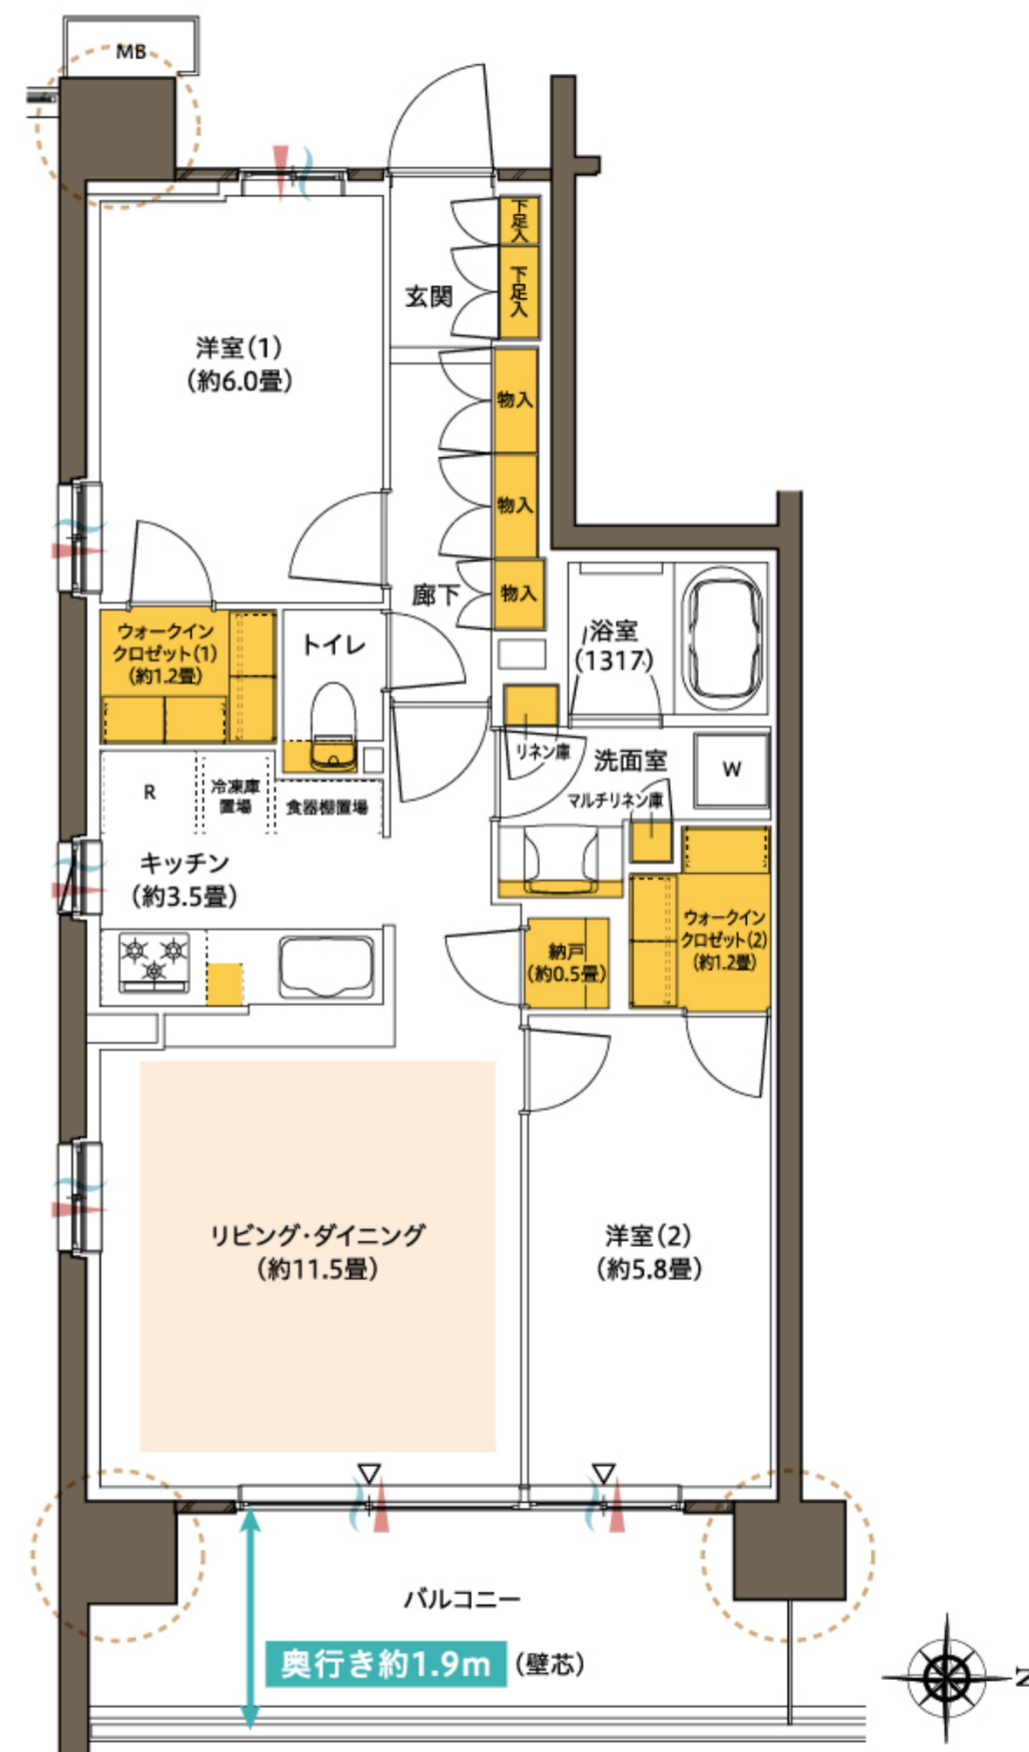 MB
下足入
下足入
玄関
洋室(1)
(約6.0畳)
物入
物入
廊下
物入
ウォークイン
クロゼット(1)
(約1.2畳)
トイレ
浴室
(1317)
リネン庫
洗面室
W
マルチリネン庫
R
冷凍庫
置場
食器棚置場
キッチン
(約3.5畳)
納戸
(約0.5畳)
ウォークイン
クロゼット(2)
(約1.2畳)
リビング・ダイニング
(約11.5畳)
洋室(2)
(約5.8畳)
バルコニー
奥行き約1.9m (壁芯)
N